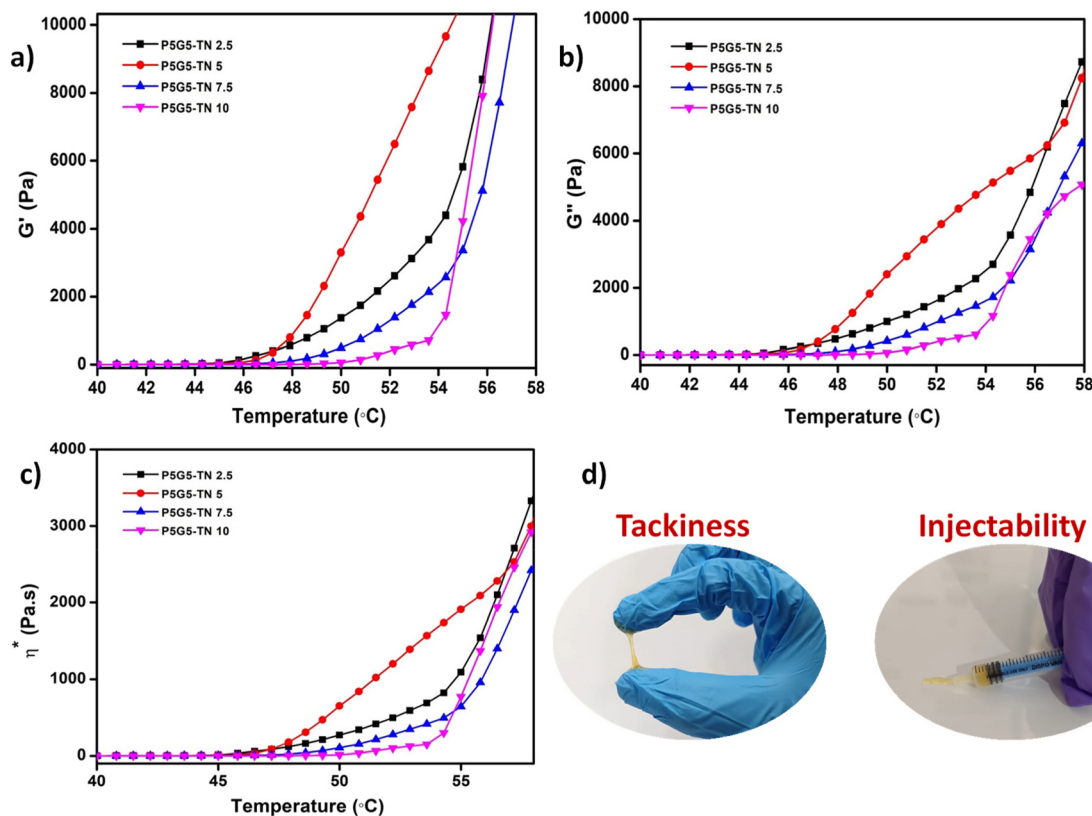 a)
10000
8000
6000
4000
2000
0
G' (Pa)
P5G5-TN 2.5
P5G5-TN 5
P5G5-TN 7.5
P5G5-TN 10
40 42 44 46 48 50 52 54 56 58
Temperature (◦C)
b)
10000
8000
6000
4000
2000
0
G'' (Pa)
P5G5-TN 2.5
P5G5-TN 5
P5G5-TN 7.5
P5G5-TN 10
40 42 44 46 48 50 52 54 56 58
Temperature (◦C)
c)
4000
3000
2000
1000
0
η* (Pa.s)
P5G5-TN 2.5
P5G5-TN 5
P5G5-TN 7.5
P5G5-TN 10
40 45 50 55
Temperature (◦C)
d)
Tackiness
Injectability